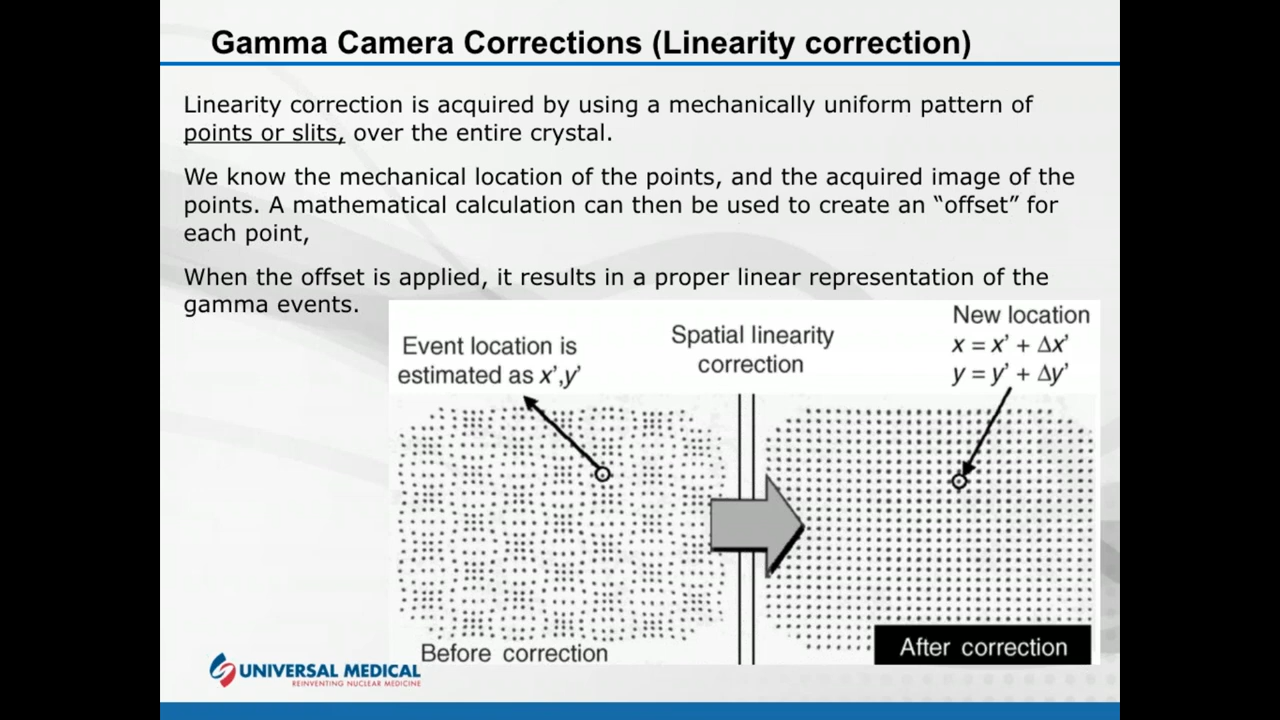 Gamma Camera Corrections (Linearity correction)
Linearity correction is acquired by using a mechanically uniform pattern of
points or slits, over the entire crystal.
We know the mechanical location of the points, and the acquired image of the
points. A mathematical calculation can then be used to create an “offset” for
each point,
When the offset is applied, it results in a proper linear representation of the
gamma events.
Event location is
estimated as x’,y’
Spatial linearity
correction
New location
x = x’ + Δx’
y = y’ + Δy’
Before correction
After correction
UNIVERSAL MEDICAL
REINVENTING NUCLEAR MEDICINE